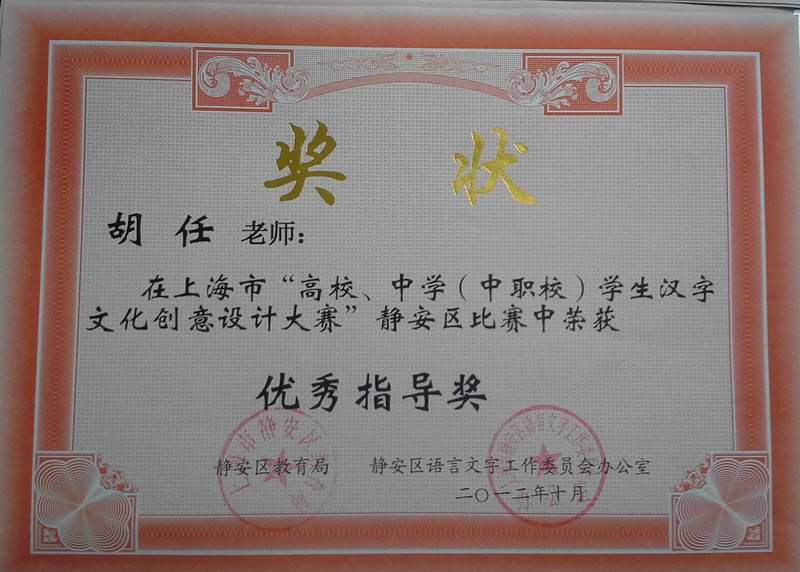 奖 状
胡 任 老师：
在上海市“高校、中学（中职校）学生汉字
文化创意设计大赛”静安区比赛中荣获
优秀指导奖
静安区教育局 静安区语言文字工作委员会办公室
二〇一二年十月